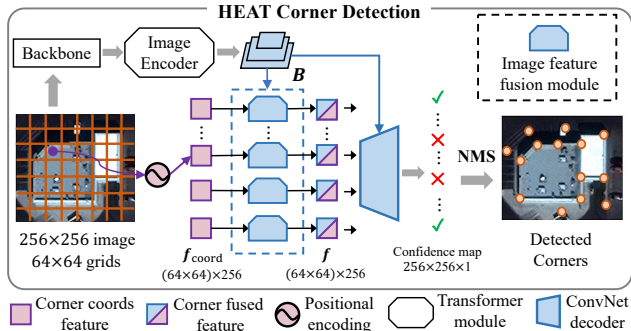 HEAT Corner Detection
Backbone
Image
Encoder
B
Image feature
fusion module
NMS
256×256 image
64×64 grids
f coord
(64×64)×256
f
(64×64)×256
Confidence map
256×256×1
Detected
Corners
Corner coords
feature
Corner fused
feature
Positional
encoding
Transformer
module
ConvNet
decoder